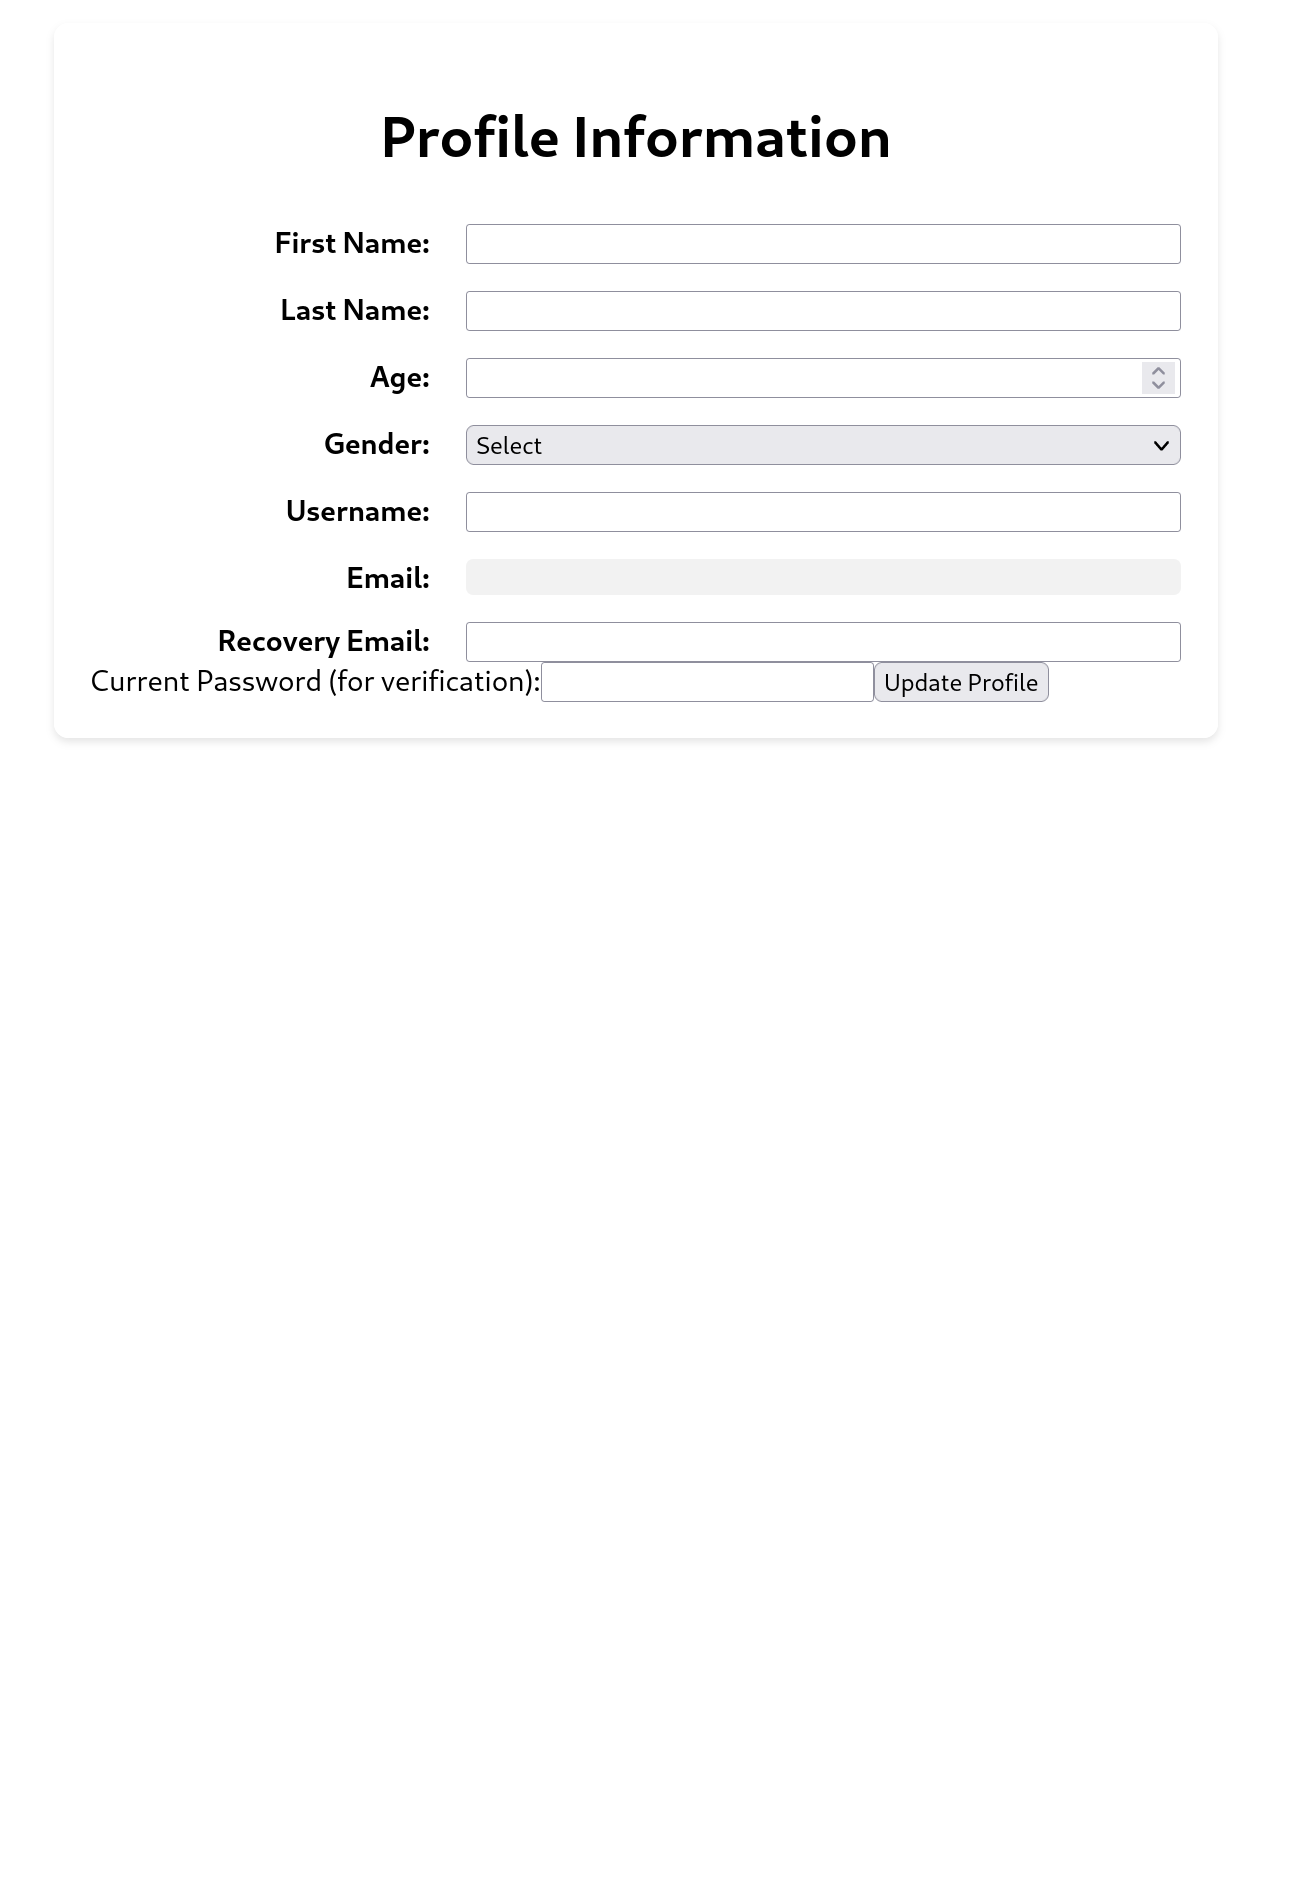 Profile Information
First Name:
Last Name:
Age:
Gender: Select
Username:
Email:
Recovery Email:
Current Password (for verification): Update Profile